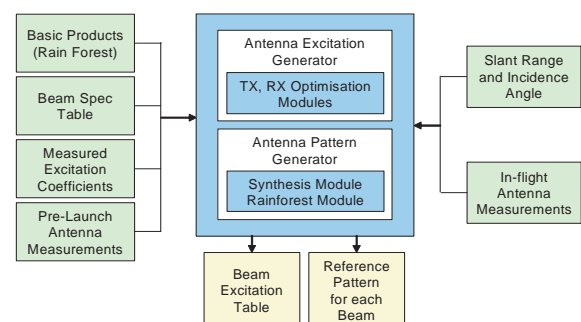 Basic Products
(Rain Forest)
Beam Spec
Table
Measured
Excitation
Coefficients
Pre-Launch
Antenna
Measurements
Antenna Excitation
Generator
TX, RX Optimisation
Modules
Antenna Pattern
Generator
Synthesis Module
Rainforest Module
Slant Range
and Incidence
Angle
In-flight
Antenna
Measurements
Beam
Excitation
Table
Reference
Pattern
for each
Beam